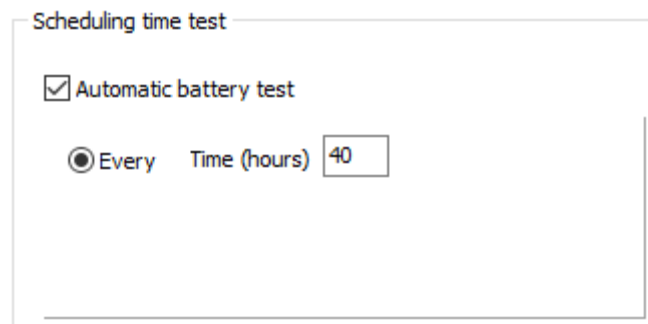 Scheduling time test
Automatic battery test
Every Time (hours) 40